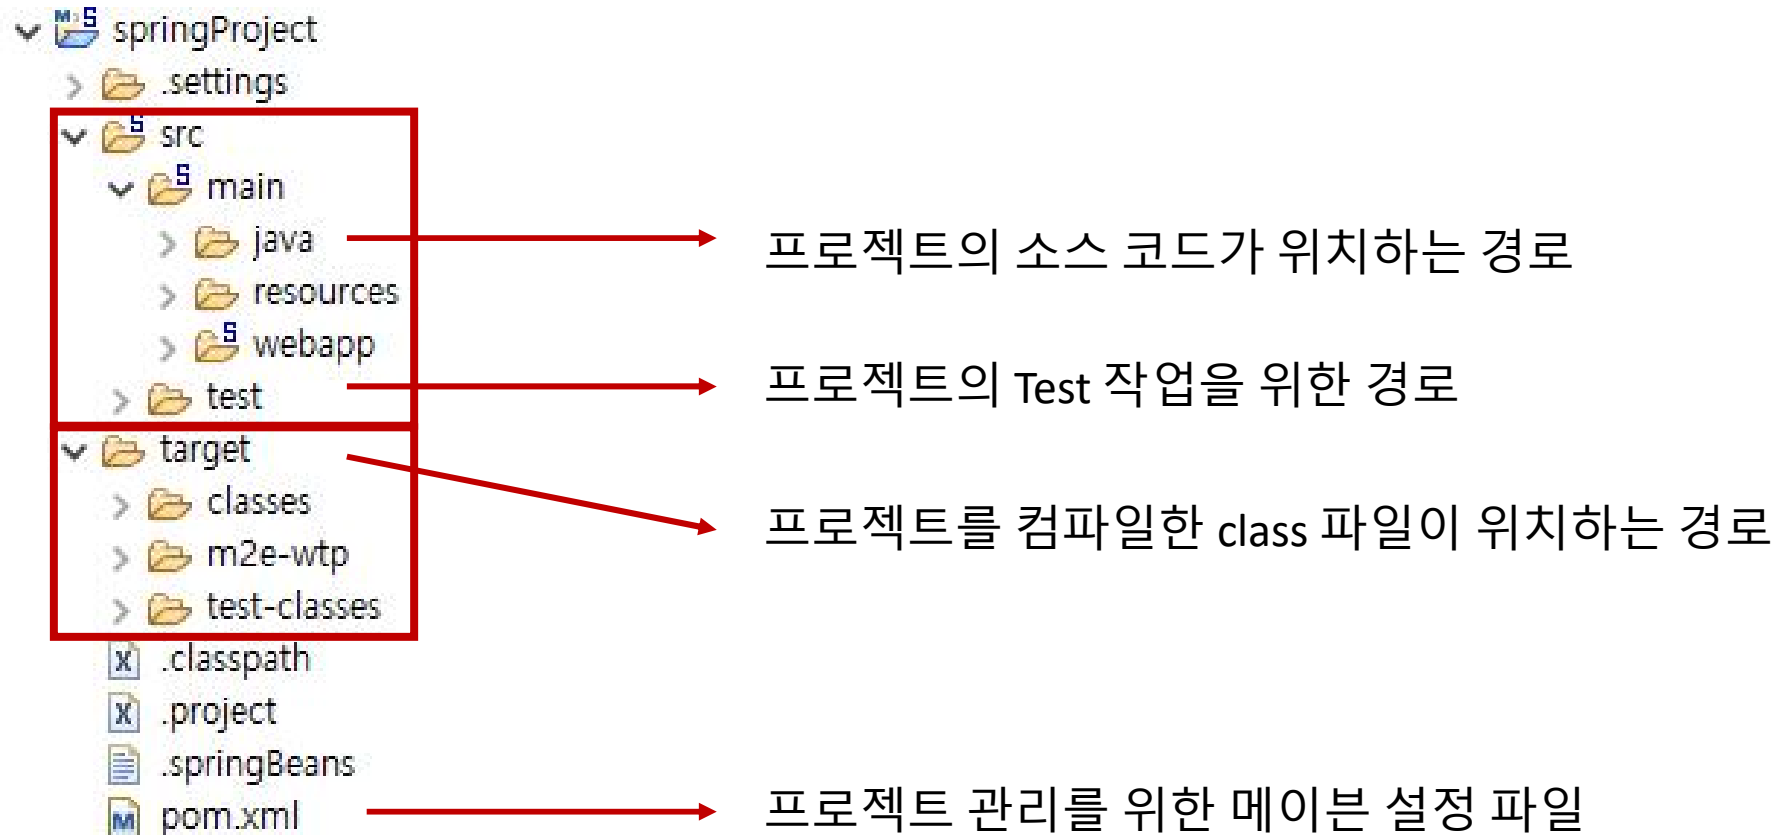 springProject
.settings
src
main
java
프로젝트의 소스 코드가 위치하는 경로
resources
webapp
프로젝트의 Test 작업을 위한 경로
test
target
classes
프로젝트를 컴파일한 class 파일이 위치하는 경로
m2e-wtp
test-classes
.classpath
.project
.springBeans
pom.xml
프로젝트 관리를 위한 메이븐 설정 파일